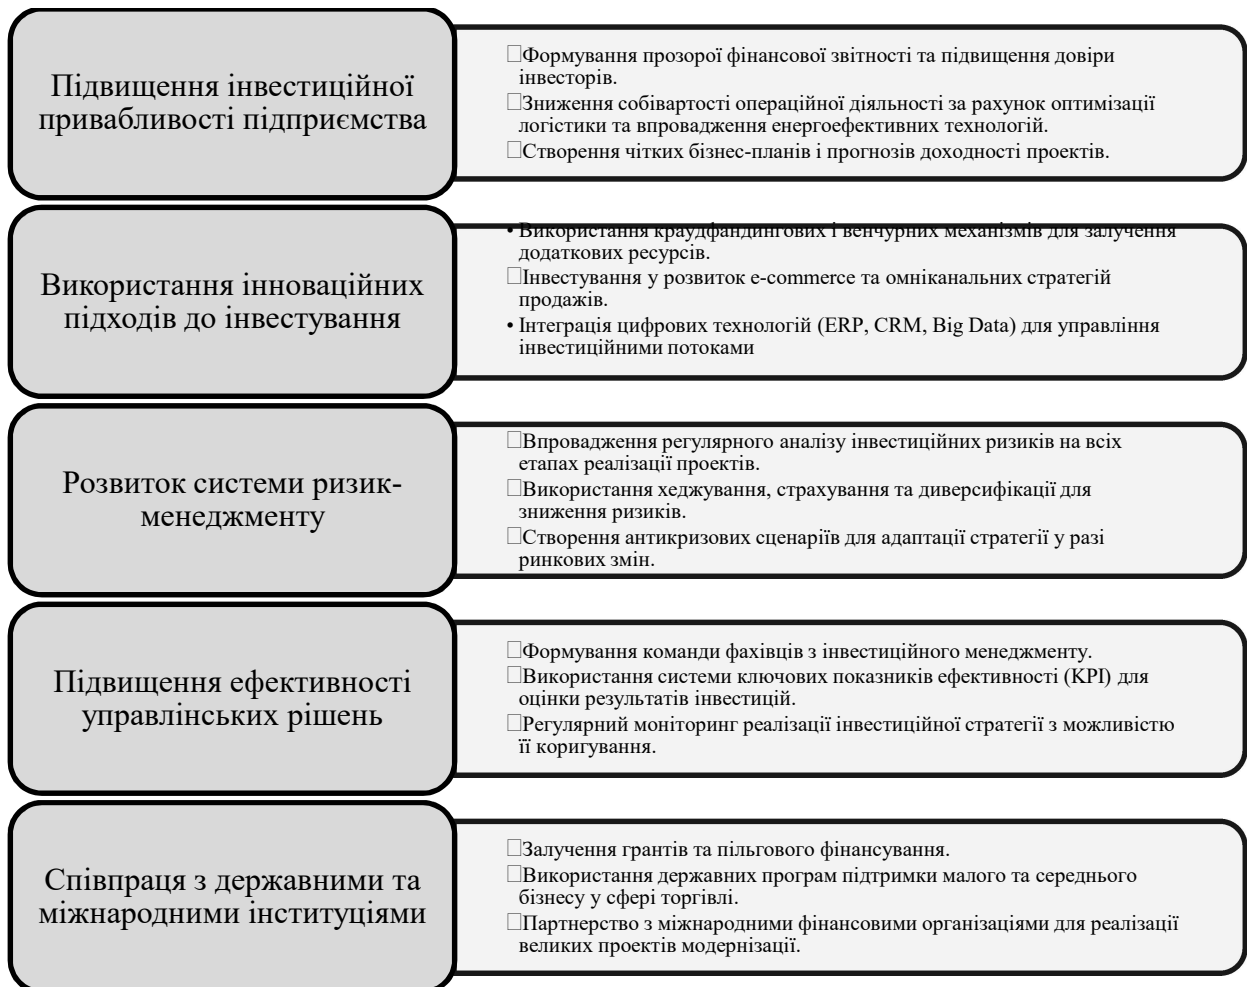 Підвищення інвестиційної
привабливості підприємства
Формування прозорої фінансової звітності та підвищення довіри
інвесторів.
Зниження собівартості операційної діяльності за рахунок оптимізації
логістики та впровадження енергоефективних технологій.
Створення чітких бізнес-планів і прогнозів доходності проектів.
Використання інноваційних
підходів до інвестування
• Використання краудфандингових і венчурних механізмів для залучення
додаткових ресурсів.
Інвестування у розвиток e-commerce та омніканальних стратегій
продажів.
• Інтеграція цифрових технологій (ERP, CRM, Big Data) для управління
інвестиційними потоками
Розвиток системи ризик-
менеджменту
Впровадження регулярного аналізу інвестиційних ризиків на всіх
етапах реалізації проектів.
Використання хеджування, страхування та диверсифікації для
зниження ризиків.
Створення антикризових сценаріїв для адаптації стратегії у разі
ринкових змін.
Підвищення ефективності
управлінських рішень
Формування команди фахівців з інвестиційного менеджменту.
Використання системи ключових показників ефективності (KPI) для
оцінки результатів інвестицій.
Регулярний моніторинг реалізації інвестиційної стратегії з можливістю
її коригування.
Співпраця з державними та
міжнародними інституціями
Залучення грантів та пільгового фінансування.
Використання державних програм підтримки малого та середнього
бізнесу у сфері торгівлі.
Партнерство з міжнародними фінансовими організаціями для реалізації
великих проектів модернізації.